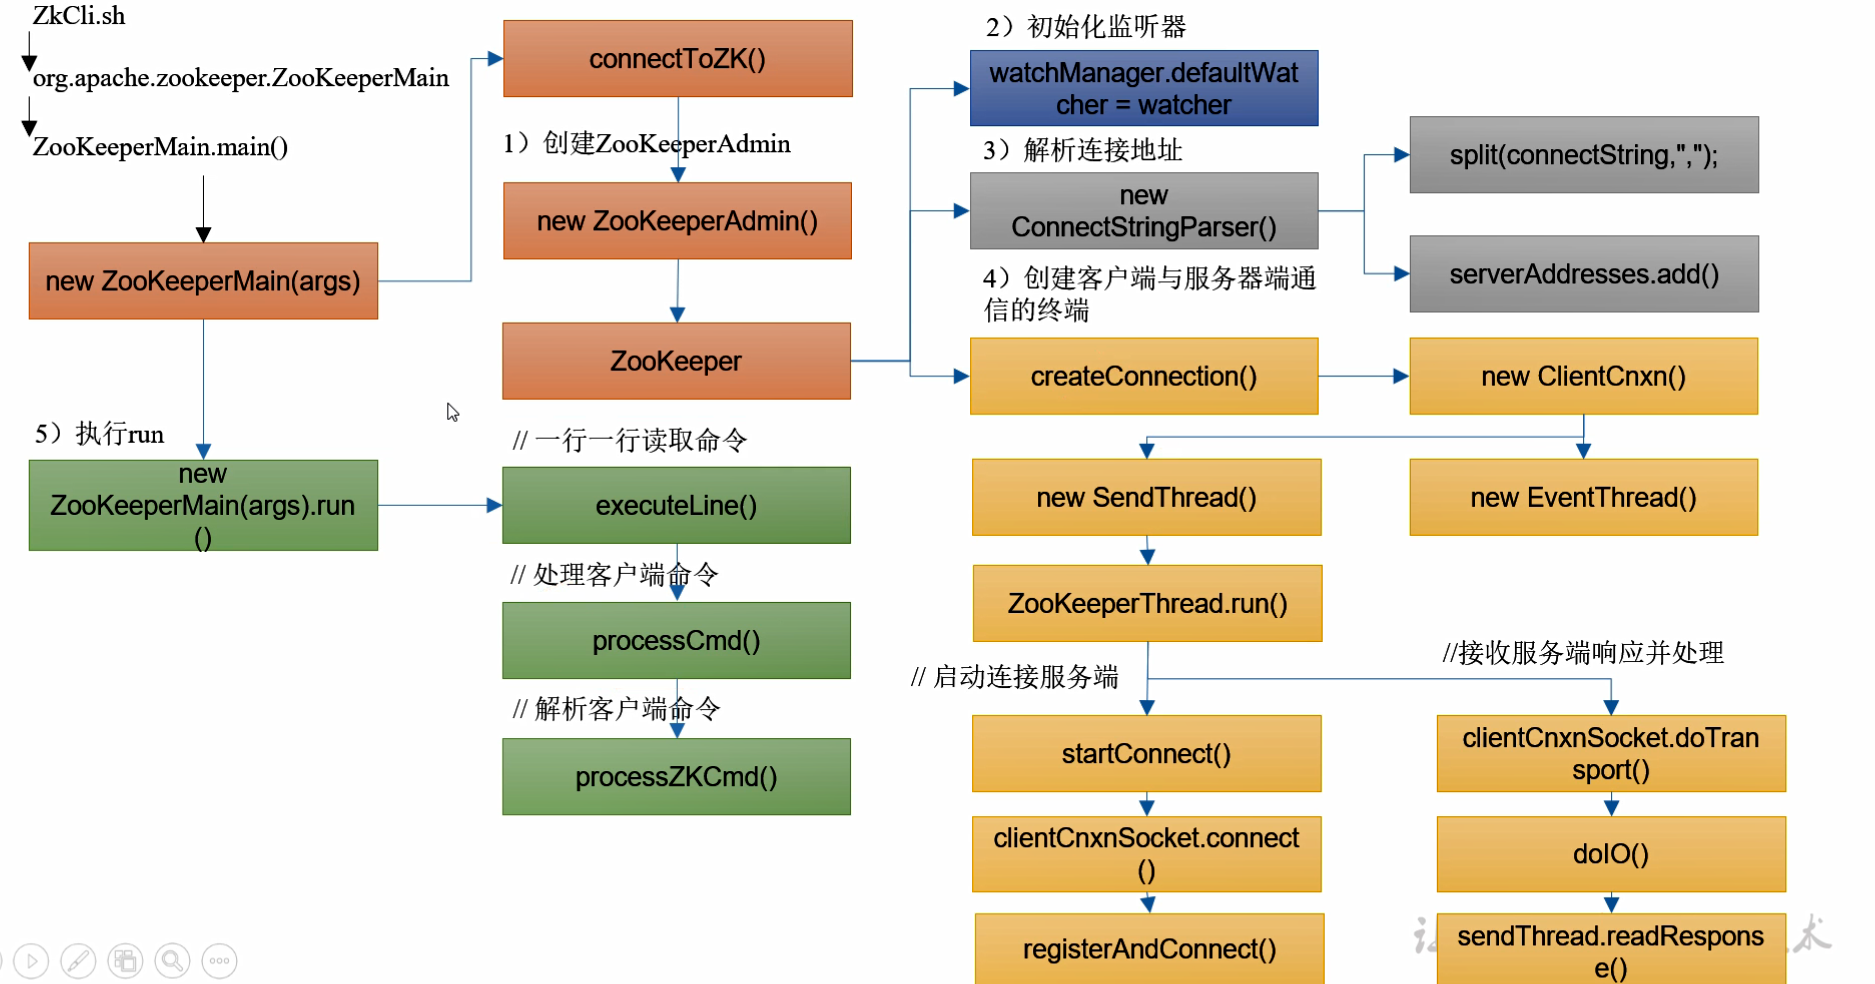 ZkCli.sh
org.apache.zookeeper.ZooKeeperMain
ZooKeeperMain.main()
new ZooKeeperMain(args)
5）执行run
new
ZooKeeperMain(args).run
()
connectToZK()
1）创建ZooKeeperAdmin
new ZooKeeperAdmin()
ZooKeeper
// 一行一行读取命令
executeLine()
// 处理客户端命令
processCmd()
// 解析客户端命令
processZKCmd()
2）初始化监听器
watchManager.defaultWat
cher = watcher
3）解析连接地址
new
ConnectStringParser()
split(connectString,",");
serverAddresses.add()
4）创建客户端与服务器端通
信的终端
createConnection()
new ClientCnxn()
new SendThread()
new EventThread()
ZooKeeperThread.run()
// 启动连接服务端
startConnect()
clientCnxnSocket.connect
()
registerAndConnect()
//接收服务端响应并处理
clientCnxnSocket.doTran
sport()
doIO()
sendThread.readRespons
e()
术